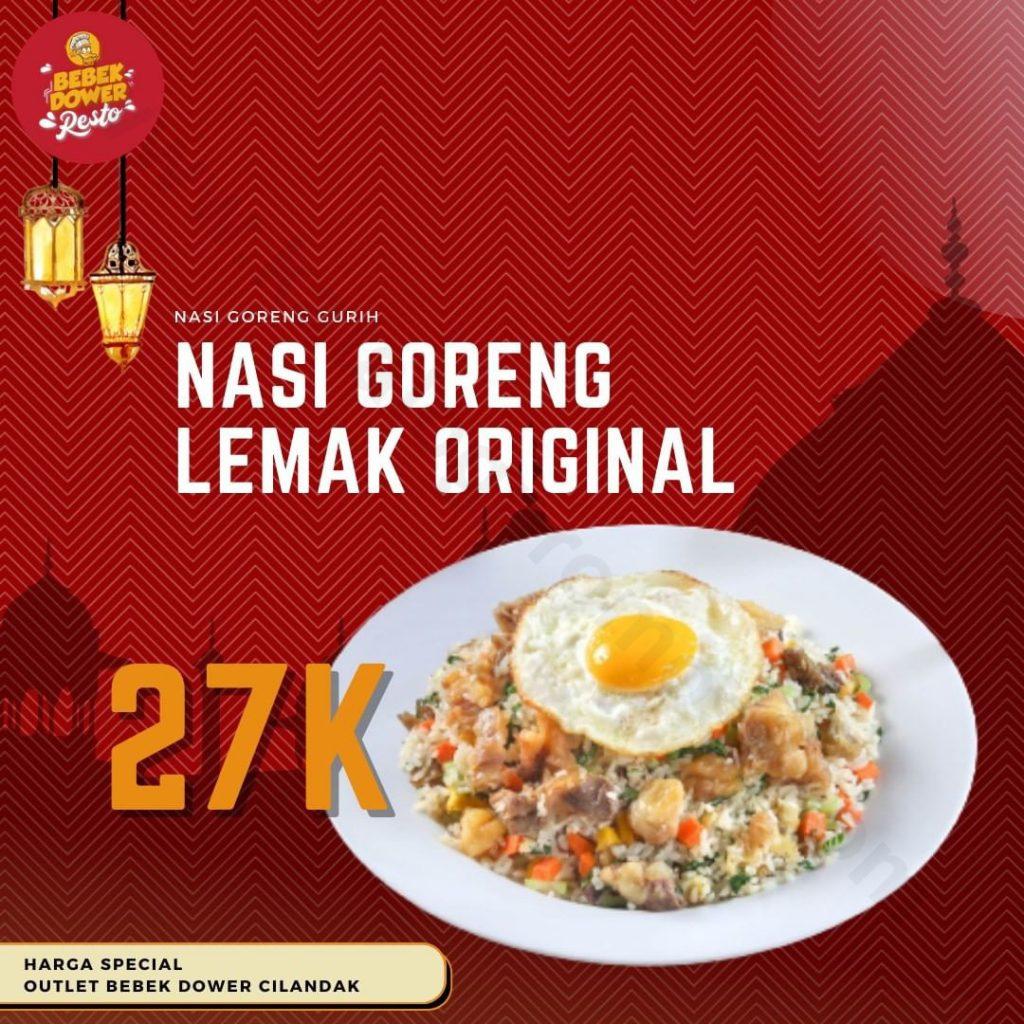 BEBEK
DOWER
Resto
NASI GORENG GURIH
NASI GORENG
LEMAK ORIGINAL
27K
HARGA SPECIAL
OUTLET BEBEK DOWER CILANDAK